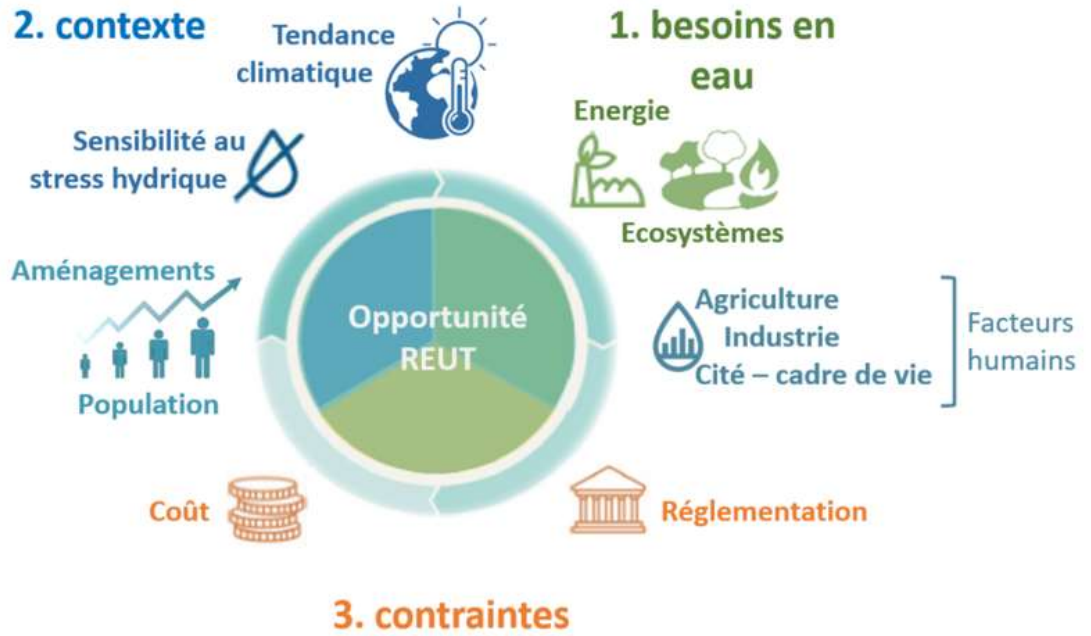 2. contexte
Tendance
climatique
Sensibilité au
stress hydrique
Aménagements
Population
1. besoins en
eau
Energie
Ecosystèmes
Agriculture
Industrie
Cité – cadre de vie
Facteurs
humains
Opportunité
REUT
Coût
Réglementation
3. contraintes